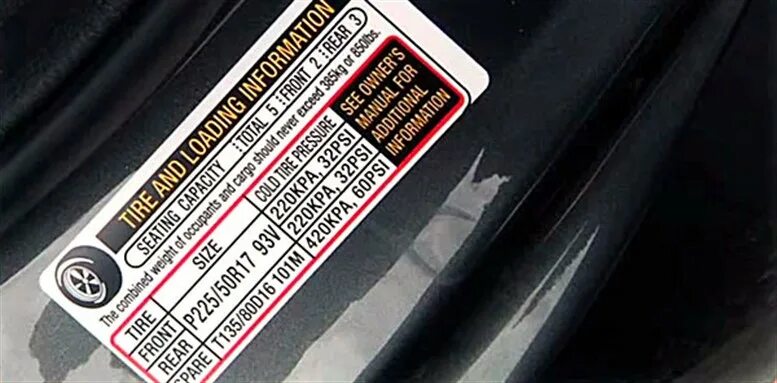 TIRE AND LOADING INFORMATION
SEATING CAPACITY TOTAL 5 FRONT 2 REAR 3
The combined weight of occupants and cargo should never exceed 385kg or 850lbs.
TIRE SIZE COLD TIRE PRESSURE
FRONT P225/50R17 93V 220KPA, 32PSI
REAR 220KPA, 32PSI
SPARE T135/80D16 101M 420KPA, 60PSI
SEE OWNER'S
MANUAL FOR
ADDITIONAL
INFORMATION